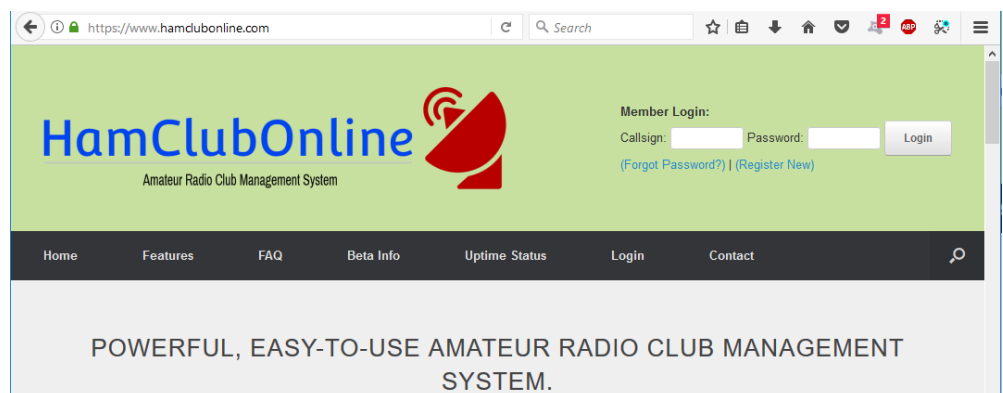 https://www.hamclubonline.com
Search
2
ABP
HamClubOnline
Amateur Radio Club Management System
Member Login:
Callsign: Password: Login
(Forgot Password?) | (Register New)
Home Features FAQ Beta Info Uptime Status Login Contact
POWERFUL, EASY-TO-USE AMATEUR RADIO CLUB MANAGEMENT
SYSTEM.